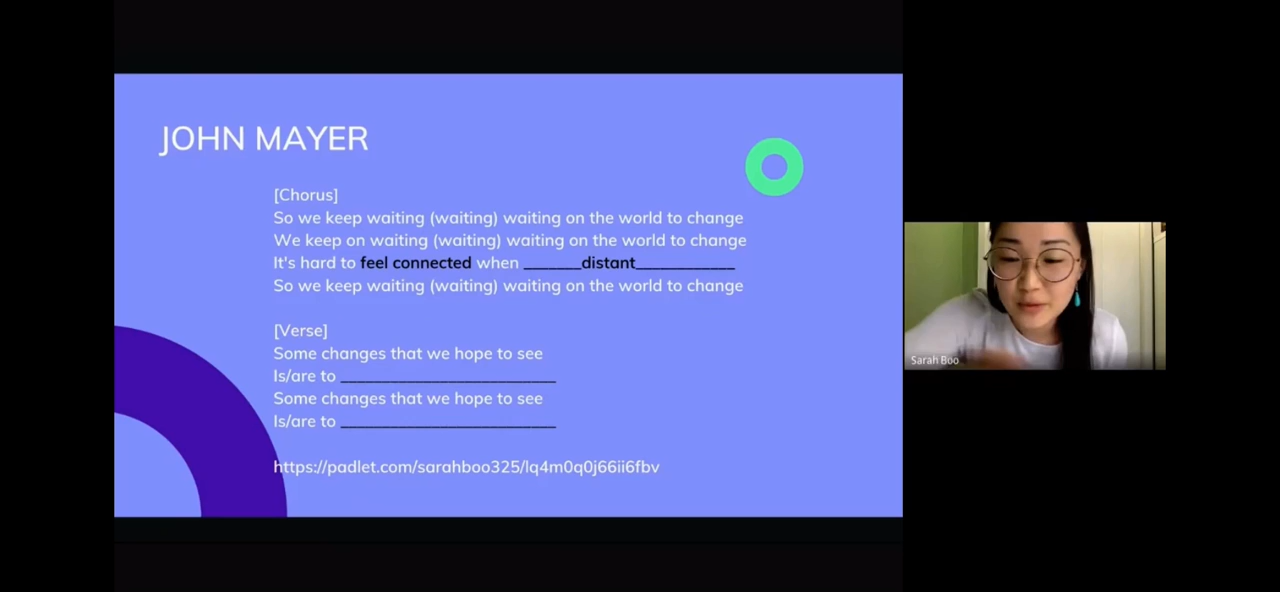 JOHN MAYER
[Chorus]
So we keep waiting (waiting) waiting on the world to change
We keep on waiting (waiting) waiting on the world to change
It's hard to feel connected when _______distant____________
So we keep waiting (waiting) waiting on the world to change
[Verse]
Some changes that we hope to see
Is/are to __________________________
Some changes that we hope to see
Is/are to __________________________
https://padlet.com/sarahboo325/lq4m0q0j66ii6fbv
Sarah Boo